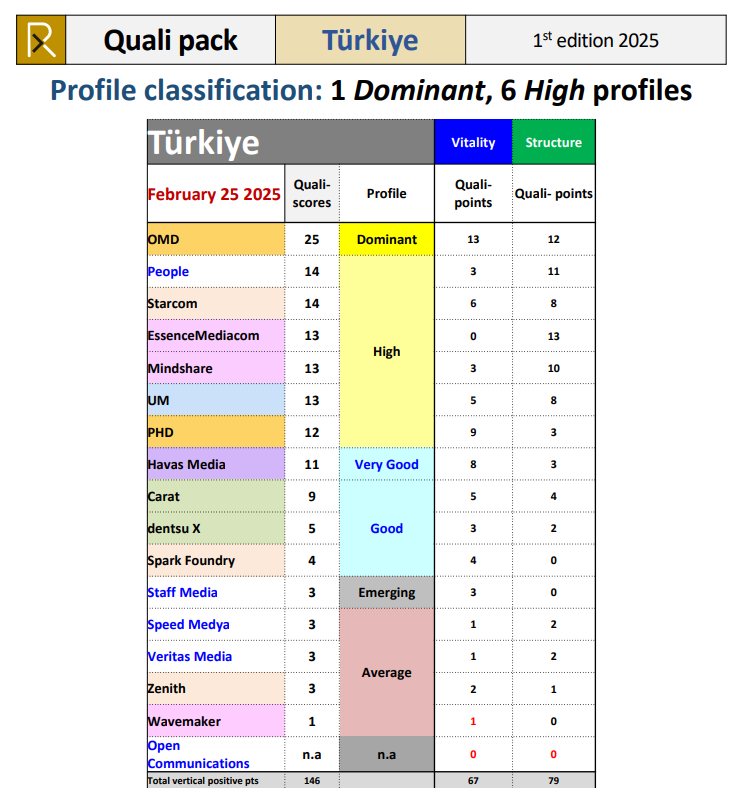 R Quali pack Türkiye 1st edition 2025
Profile classification: 1 Dominant, 6 High profiles
Türkiye Vitality Structure
February 25 2025 Quali-scores Profile Quali-points Quali- points
OMD 25 Dominant 13 12
People 14 3 11
Starcom 14 6 8
EssenceMediacom 13 0 13
High
Mindshare 13 3 10
UM 13 5 8
PHD 12 9 3
Havas Media 11 Very Good 8 3
Carat 9 5 4
dentsu X 5 Good 3 2
Spark Foundry 4 4 0
Staff Media 3 Emerging 3 0
Speed Medya 3 1 2
Veritas Media 3 1 2
Average
Zenith 3 2 1
Wavemaker 1 1 0
Open Communications n.a n.a 0 0
Total vertical positive pts 146 67 79